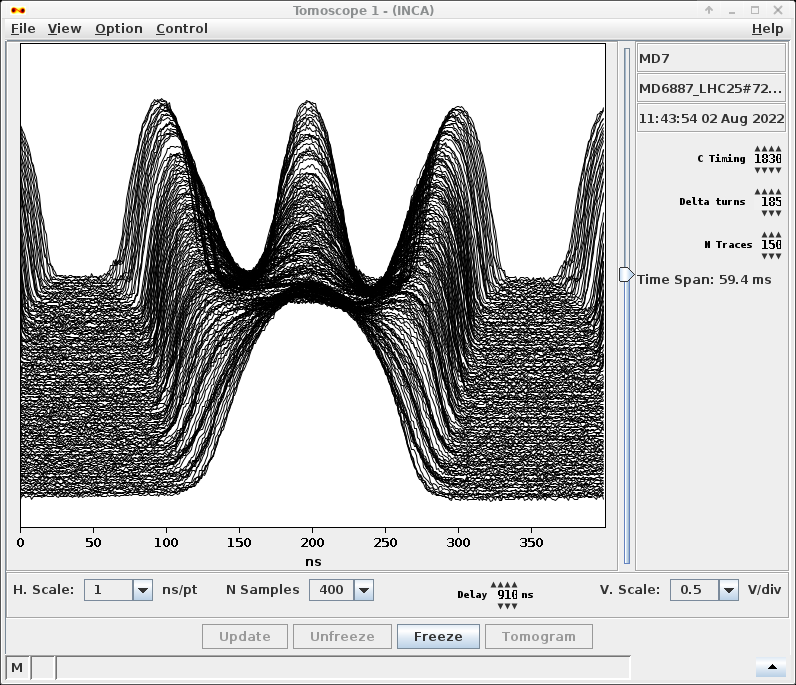 Tomoscope 1 - (INCA)
File View Option Control Help
MD7
MD6887_LHC25#72...
11:43:54 02 Aug 2022
C Timing 1830
Delta turns 185
N Traces 150
Time Span: 59.4 ms
0 50 100 150 200 250 300 350
ns
H. Scale: 1 ns/pt N Samples 400 Delay 910 ns V. Scale: 0.5 V/div
Update Unfreeze Freeze Tomogram
M